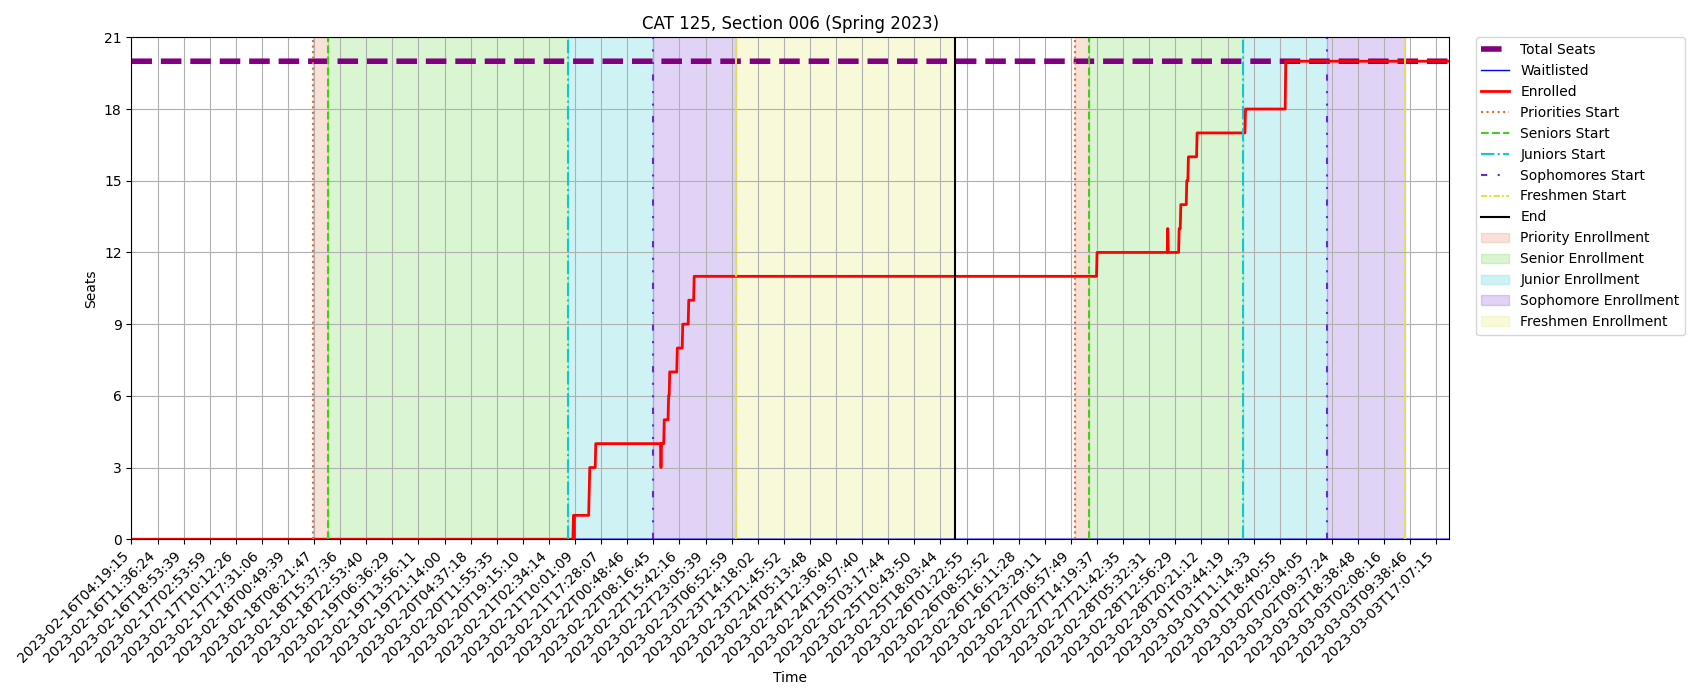 CAT 125, Section 006 (Spring 2023)
21
18
15
12
9
6
3
0
Seats
2023-02-16T04:19:15
2023-02-16T11:36:24
2023-02-16T18:53:39
2023-02-17T02:53:59
2023-02-17T10:12:26
2023-02-17T17:31:06
2023-02-18T00:49:39
2023-02-18T08:21:47
2023-02-18T15:37:36
2023-02-18T22:53:40
2023-02-19T06:36:29
2023-02-19T13:56:11
2023-02-19T21:14:00
2023-02-20T04:37:18
2023-02-20T11:55:35
2023-02-20T19:15:10
2023-02-21T02:34:14
2023-02-21T10:01:09
2023-02-21T17:28:07
2023-02-22T00:48:46
2023-02-22T08:16:45
2023-02-22T15:42:16
2023-02-22T23:05:39
2023-02-23T06:52:59
2023-02-23T14:18:02
2023-02-23T21:45:52
2023-02-24T05:13:48
2023-02-24T12:36:40
2023-02-24T19:57:40
2023-02-25T03:17:44
2023-02-25T10:43:50
2023-02-25T18:03:44
2023-02-26T01:22:55
2023-02-26T08:52:52
2023-02-26T16:11:28
2023-02-26T23:29:11
2023-02-27T06:57:49
2023-02-27T14:19:37
2023-02-27T21:42:35
2023-02-28T05:32:31
2023-02-28T12:56:29
2023-02-28T20:21:12
2023-03-01T03:44:19
2023-03-01T11:14:33
2023-03-01T18:40:55
2023-03-02T02:04:05
2023-03-02T09:37:24
2023-03-02T18:38:48
2023-03-03T02:08:16
2023-03-03T09:38:46
2023-03-03T17:07:15
Time
Total Seats
Waitlisted
Enrolled
Priorities Start
Seniors Start
Juniors Start
Sophomores Start
Freshmen Start
End
Priority Enrollment
Senior Enrollment
Junior Enrollment
Sophomore Enrollment
Freshmen Enrollment